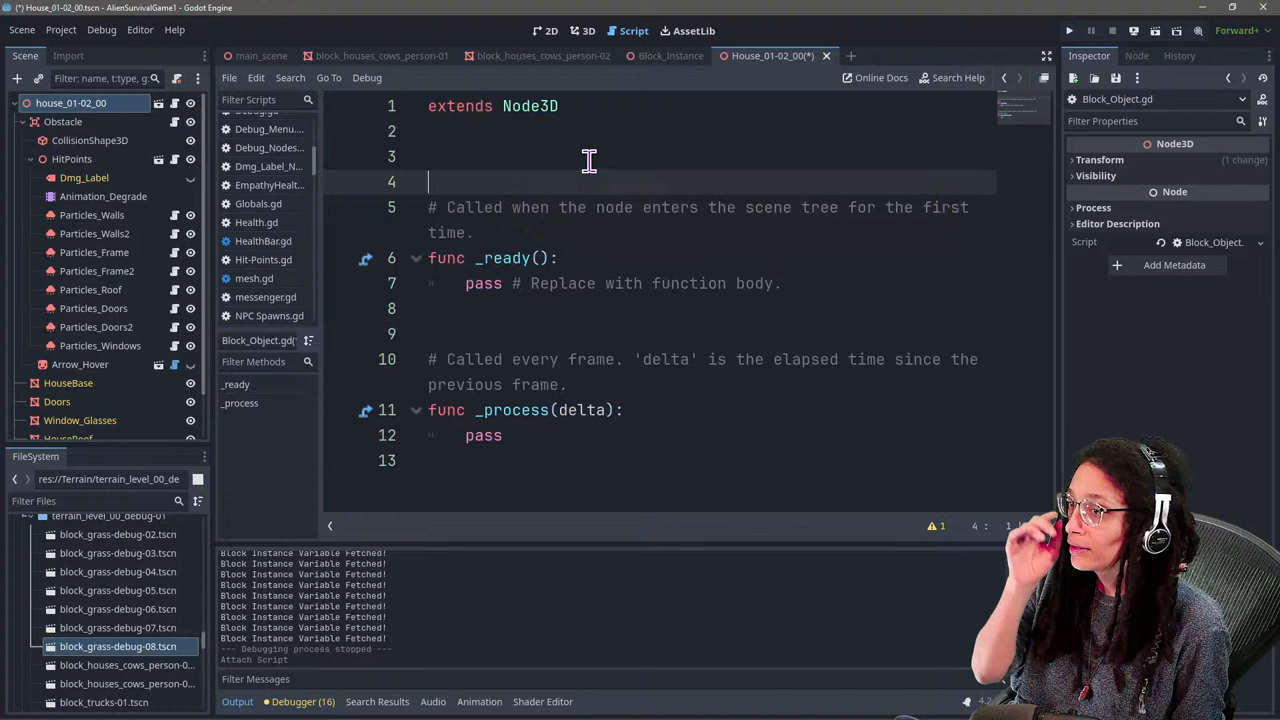 (*) House_01-02_00.tscn - AlienSurvivalGame1 - Godot Engine
Scene Project Debug Editor Help
2D 3D Script AssetLib
Forward+
Scene Import
main_scene block_houses_cows_person-01 block_houses_cows_person-02 Block_Instance House_01-02_00(*)
Inspector Node History
Filter: name, t:type, g:
File Edit Search Go To Debug
Online Docs Search Help
house_01-02_00
Obstacle
CollisionShape3D
HitPoints
Dmg_Label
Animation_Degrade
Particles_Walls
Particles_Walls2
Particles_Frame
Particles_Frame2
Particles_Roof
Particles_Doors
Particles_Doors2
Particles_Windows
Arrow_Hover
HouseBase
Doors
Window_Glasses
FileSystem
res://Terrain/terrain_level_00_de
Filter Files
terrain_level_00_debug-01
block_grass-debug-02.tscn
block_grass-debug-03.tscn
block_grass-debug-04.tscn
block_grass-debug-05.tscn
block_grass-debug-06.tscn
block_grass-debug-07.tscn
block_grass-debug-08.tscn
block_houses_cows_person-0...
block_houses_cows_person-0...
block_trucks-01.tscn
Filter Scripts
Debug_Menu....
Debug_Nodes...
Dmg_Label_N...
EmpathyHealt...
Globals.gd
Health.gd
HealthBar.gd
Hit-Points.gd
mesh.gd
messenger.gd
NPC Spawns.gd
Block_Object.gd(
Filter Methods
_ready
_process
1 extends Node3D
2
3
4
5 # Called when the node enters the scene tree for the first
time.
6 func _ready():
7 pass # Replace with function body.
8
9
10 # Called every frame. 'delta' is the elapsed time since the
previous frame.
11 func _process(delta):
12 pass
13
1 4 : 1
Block_Object.gd
Filter Properties
Node3D
Transform (1 change)
Visibility
Node
Process
Editor Description
Script Block_Object.
Add Metadata
Block Instance Variable Fetched!
Block Instance Variable Fetched!
Block Instance Variable Fetched!
Block Instance Variable Fetched!
Block Instance Variable Fetched!
Block Instance Variable Fetched!
Block Instance Variable Fetched!
Block Instance Variable Fetched!
--- Debugging process stopped ---
Attach Script
Filter Messages
Output Debugger (16) Search Results Audio Animation Shader Editor
4.2